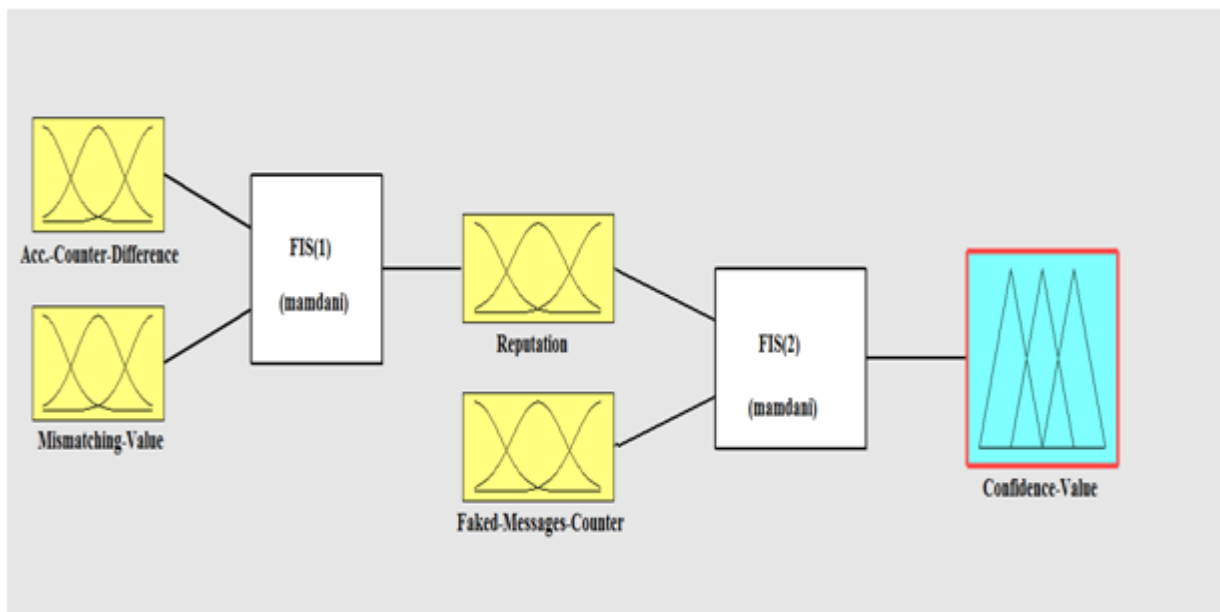 Acc.-Counter-Difference
Mismatching-Value
FIS(1)
(mamdani)
Reputation
Faked-Messages-Counter
FIS(2)
(mamdani)
Confidence-Value